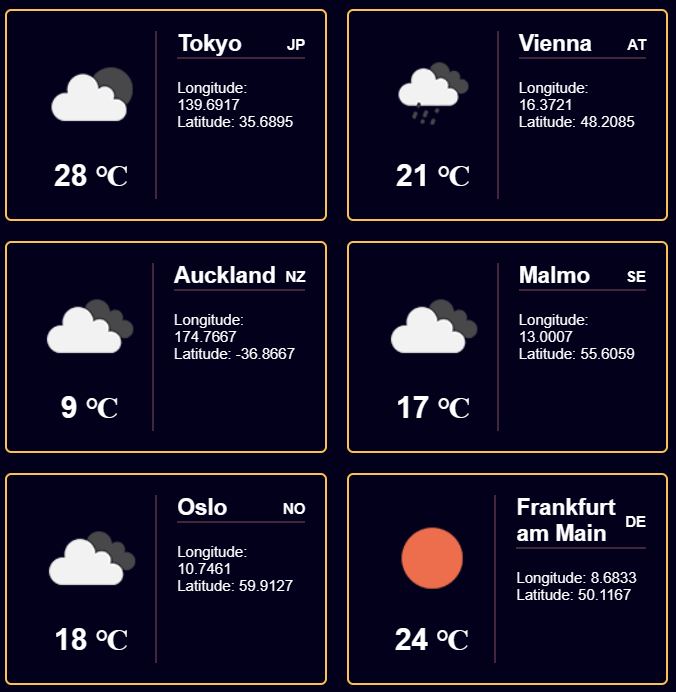 Tokyo JP
Longitude:
139.6917
Latitude: 35.6895
28 °C
Vienna AT
Longitude:
16.3721
Latitude: 48.2085
21 °C
Auckland NZ
Longitude:
174.7667
Latitude: -36.8667
9 °C
Malmo SE
Longitude:
13.0007
Latitude: 55.6059
17 °C
Oslo NO
Longitude:
10.7461
Latitude: 59.9127
18 °C
Frankfurt
am Main DE
Longitude: 8.6833
Latitude: 50.1167
24 °C